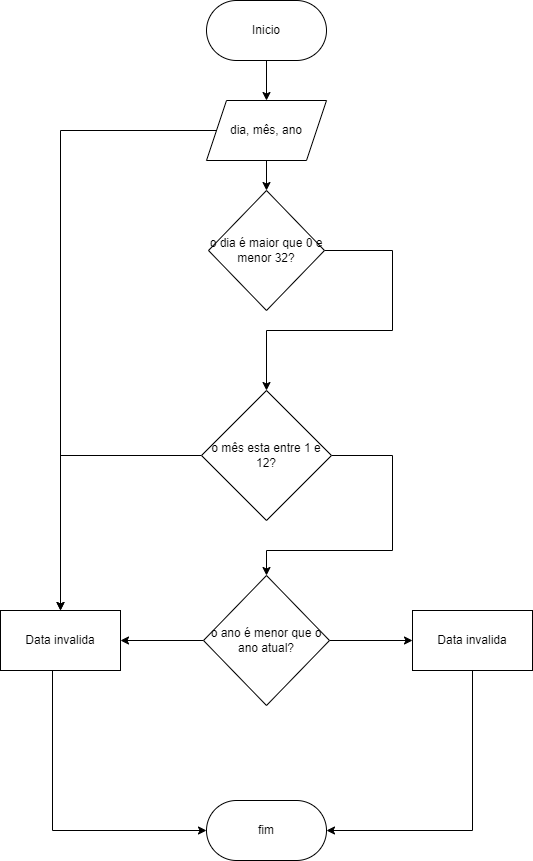 Inicio
dia, mês, ano
o dia é maior que 0 e
menor 32?
o mês esta entre 1 e
12?
o ano é menor que o
ano atual?
Data invalida
Data invalida
fim